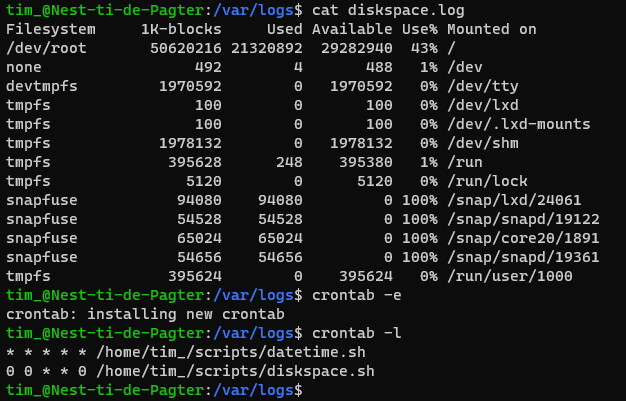 tim_@Nest-ti-de-Pagter:/var/logs$ cat diskspace.log
Filesystem     1K-blocks     Used Available Use% Mounted on
/dev/root       50620216 21320892  29282940  43% /
none                 492        4       488   1% /dev
devtmpfs         1970592        0   1970592   0% /dev/tty
tmpfs                100        0       100   0% /dev/lxd
tmpfs                100        0       100   0% /dev/.lxd-mounts
tmpfs            1978132        0   1978132   0% /dev/shm
tmpfs             395628      248    395380   1% /run
tmpfs               5120        0      5120   0% /run/lock
snapfuse           94080    94080         0 100% /snap/lxd/24061
snapfuse           54528    54528         0 100% /snap/snapd/19122
snapfuse           65024    65024         0 100% /snap/core20/1891
snapfuse           54656    54656         0 100% /snap/snapd/19361
tmpfs             395624        0    395624   0% /run/user/1000
tim_@Nest-ti-de-Pagter:/var/logs$ crontab -e
crontab: installing new crontab
tim_@Nest-ti-de-Pagter:/var/logs$ crontab -l
* * * * * /home/tim_/scripts/datetime.sh
0 0 * * 0 /home/tim_/scripts/diskspace.sh
tim_@Nest-ti-de-Pagter:/var/logs$